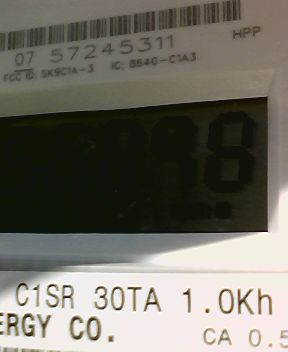 HPP
07 57245311
FCC ID: SK9C1A-3 IC: 864G-C1A3
98
C1SR 30TA 1.0Kh
ERGY CO.
CA 0.5